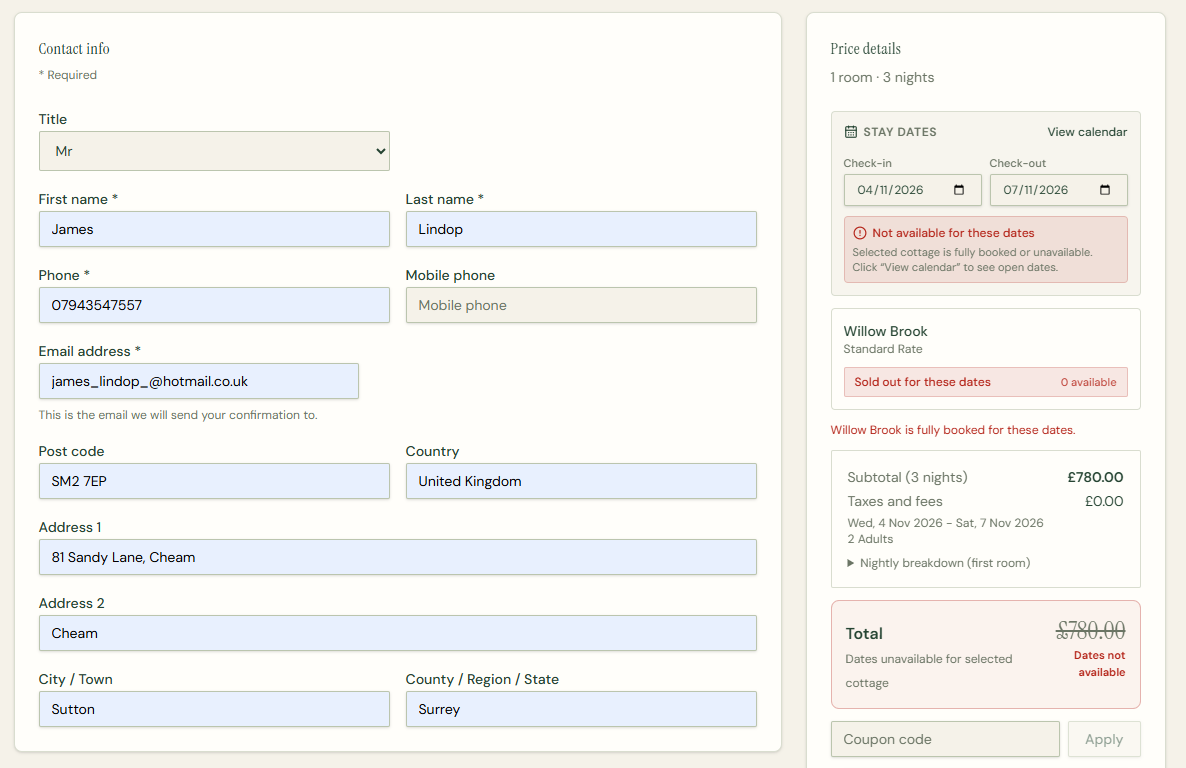 Contact info
* Required
Title
Mr
First name *
Last name *
James
Lindop
Phone *
Mobile phone
07943547557
Mobile phone
Email address *
james_lindop_@hotmail.co.uk
This is the email we will send your confirmation to.
Post code
Country
SM2 7EP
United Kingdom
Address 1
81 Sandy Lane, Cheam
Address 2
Cheam
City / Town
County / Region / State
Sutton
Surrey
Price details
1 room · 3 nights
STAY DATES
View calendar
Check-in
Check-out
04/11/2026
07/11/2026
Not available for these dates
Selected cottage is fully booked or unavailable.
Click “View calendar” to see open dates.
Willow Brook
Standard Rate
Sold out for these dates
0 available
Willow Brook is fully booked for these dates.
Subtotal (3 nights)
£780.00
Taxes and fees
£0.00
Wed, 4 Nov 2026 – Sat, 7 Nov 2026
2 Adults
Nightly breakdown (first room)
Total
£780.00
Dates unavailable for selected
cottage
Dates not
available
Coupon code
Apply